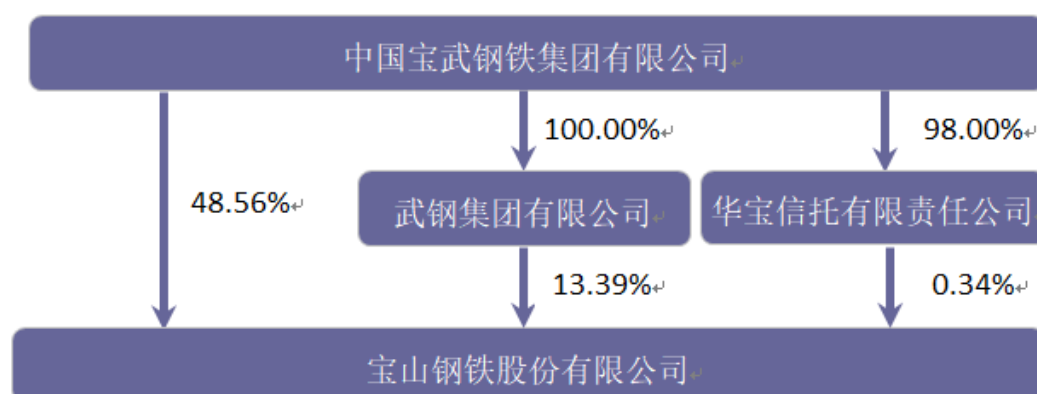 中国宝武钢铁集团有限公司
100.00%
98.00%
48.56%
武钢集团有限公司
华宝信托有限责任公司
13.39%
0.34%
宝山钢铁股份有限公司